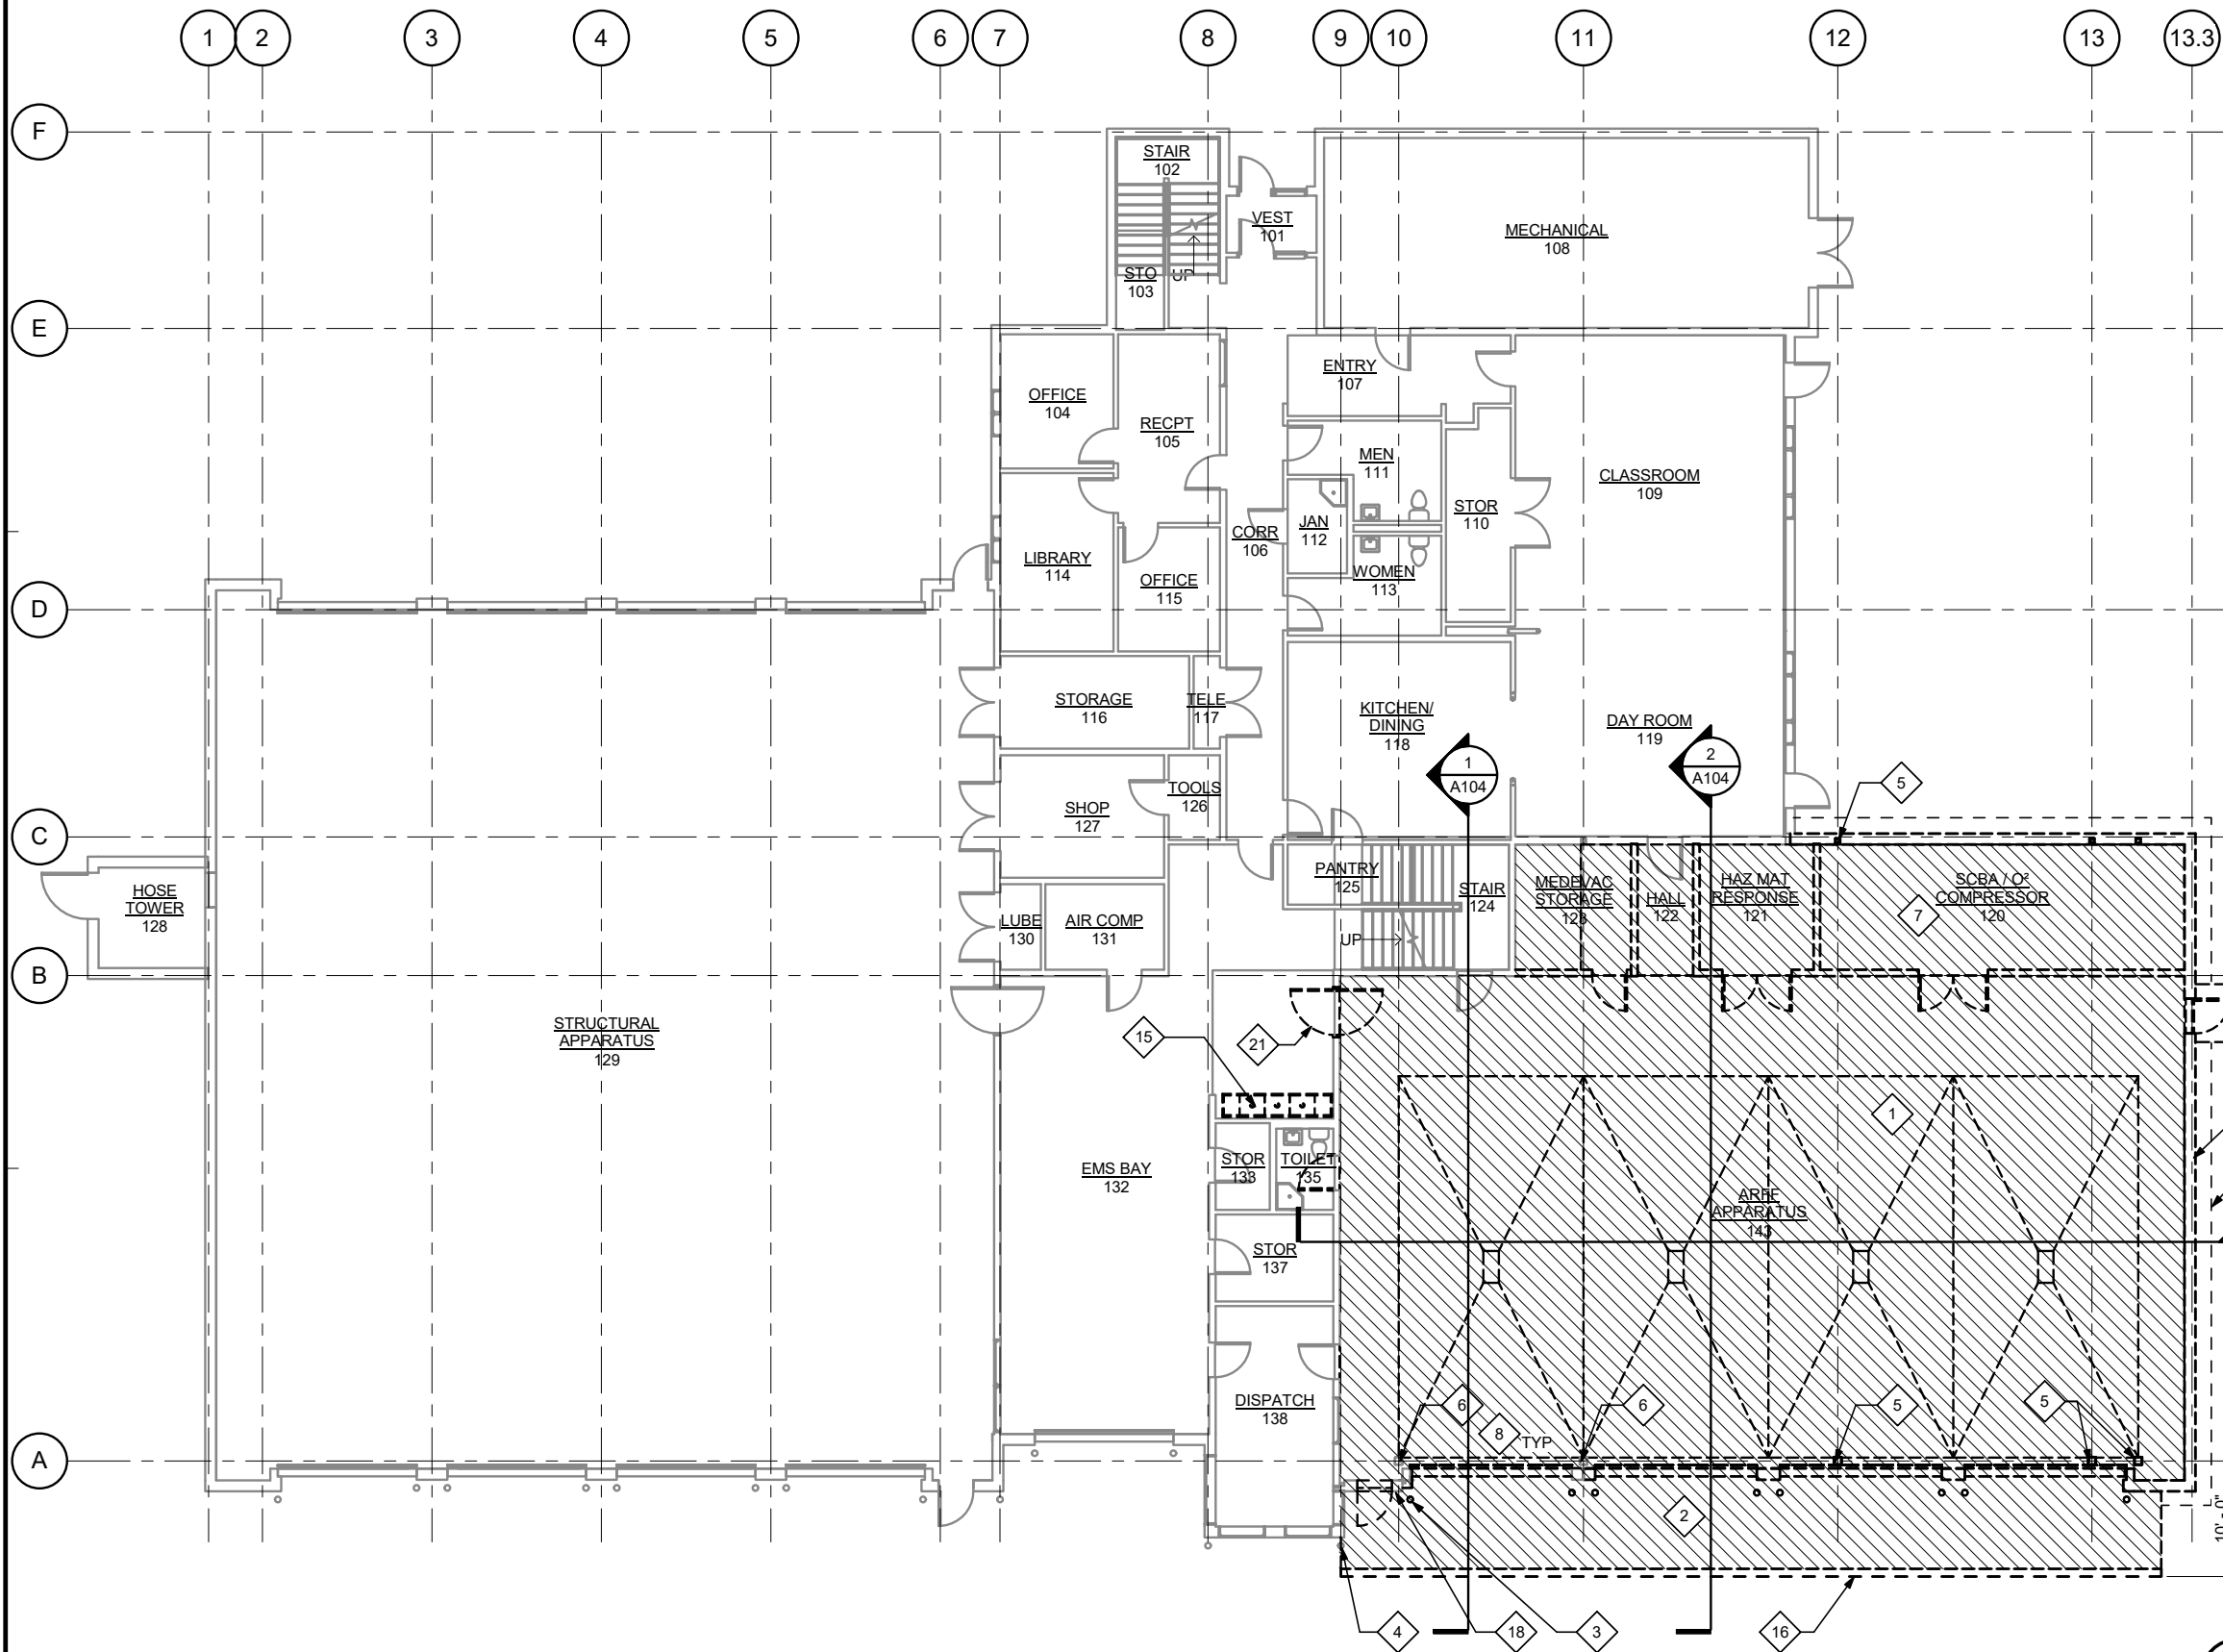 1
2
3
4
5
6
7
8
9
10
11
12
13
13.3
F
STAIR
102
VEST
101
MECHANICAL
108
STO
103
UP
E
ENTRY
107
OFFICE
104
RECPT
105
MEN
111
CLASSROOM
109
STOR
110
JAN
112
CORR
106
LIBRARY
114
OFFICE
115
WOMEN
113
D
STORAGE
116
TELE
117
KITCHEN/
DINING
118
DAY ROOM
119
1
A104
2
A104
5
TOOLS
126
SHOP
127
C
HOSE
TOWER
128
LUBE
130
AIR COMP
131
PANTRY
125
STAIR
124
UP
MEDEVAC
STORAGE
123
HALL
122
HAZ MAT
RESPONSE
121
SCBA / O²
COMPRESSOR
120
7
B
STRUCTURAL
APPARATUS
129
15
21
1
EMS BAY
132
STOR
133
TOILET
135
ARFF
APPARATUS
143
STOR
137
DISPATCH
138
6
8
TYP
6
5
5
A
2
10' - 0"
4
18
3
16